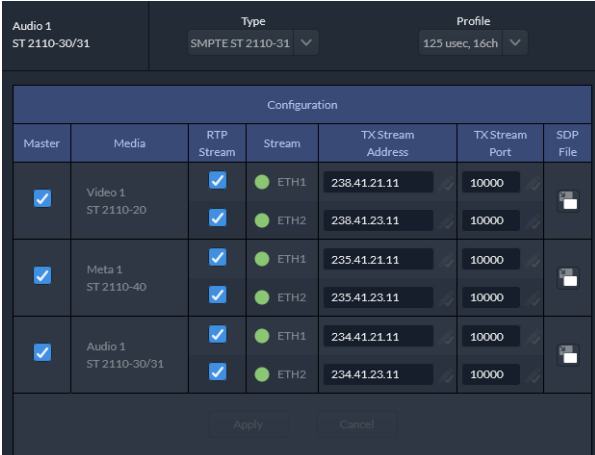 Audio 1
ST 2110-30/31
Type
SMPTE ST 2110-31
Profile
125 usec, 16ch
Configuration
Master
Media
RTP
Stream
Stream
TX Stream
Address
TX Stream
Port
SDP
File
Video 1
ST 2110-20
ETH1
238.41.21.11
10000
ETH2
238.41.23.11
10000
Meta 1
ST 2110-40
ETH1
235.41.21.11
10000
ETH2
235.41.23.11
10000
Audio 1
ST 2110-30/31
ETH1
234.41.21.11
10000
ETH2
234.41.23.11
10000
Apply
Cancel